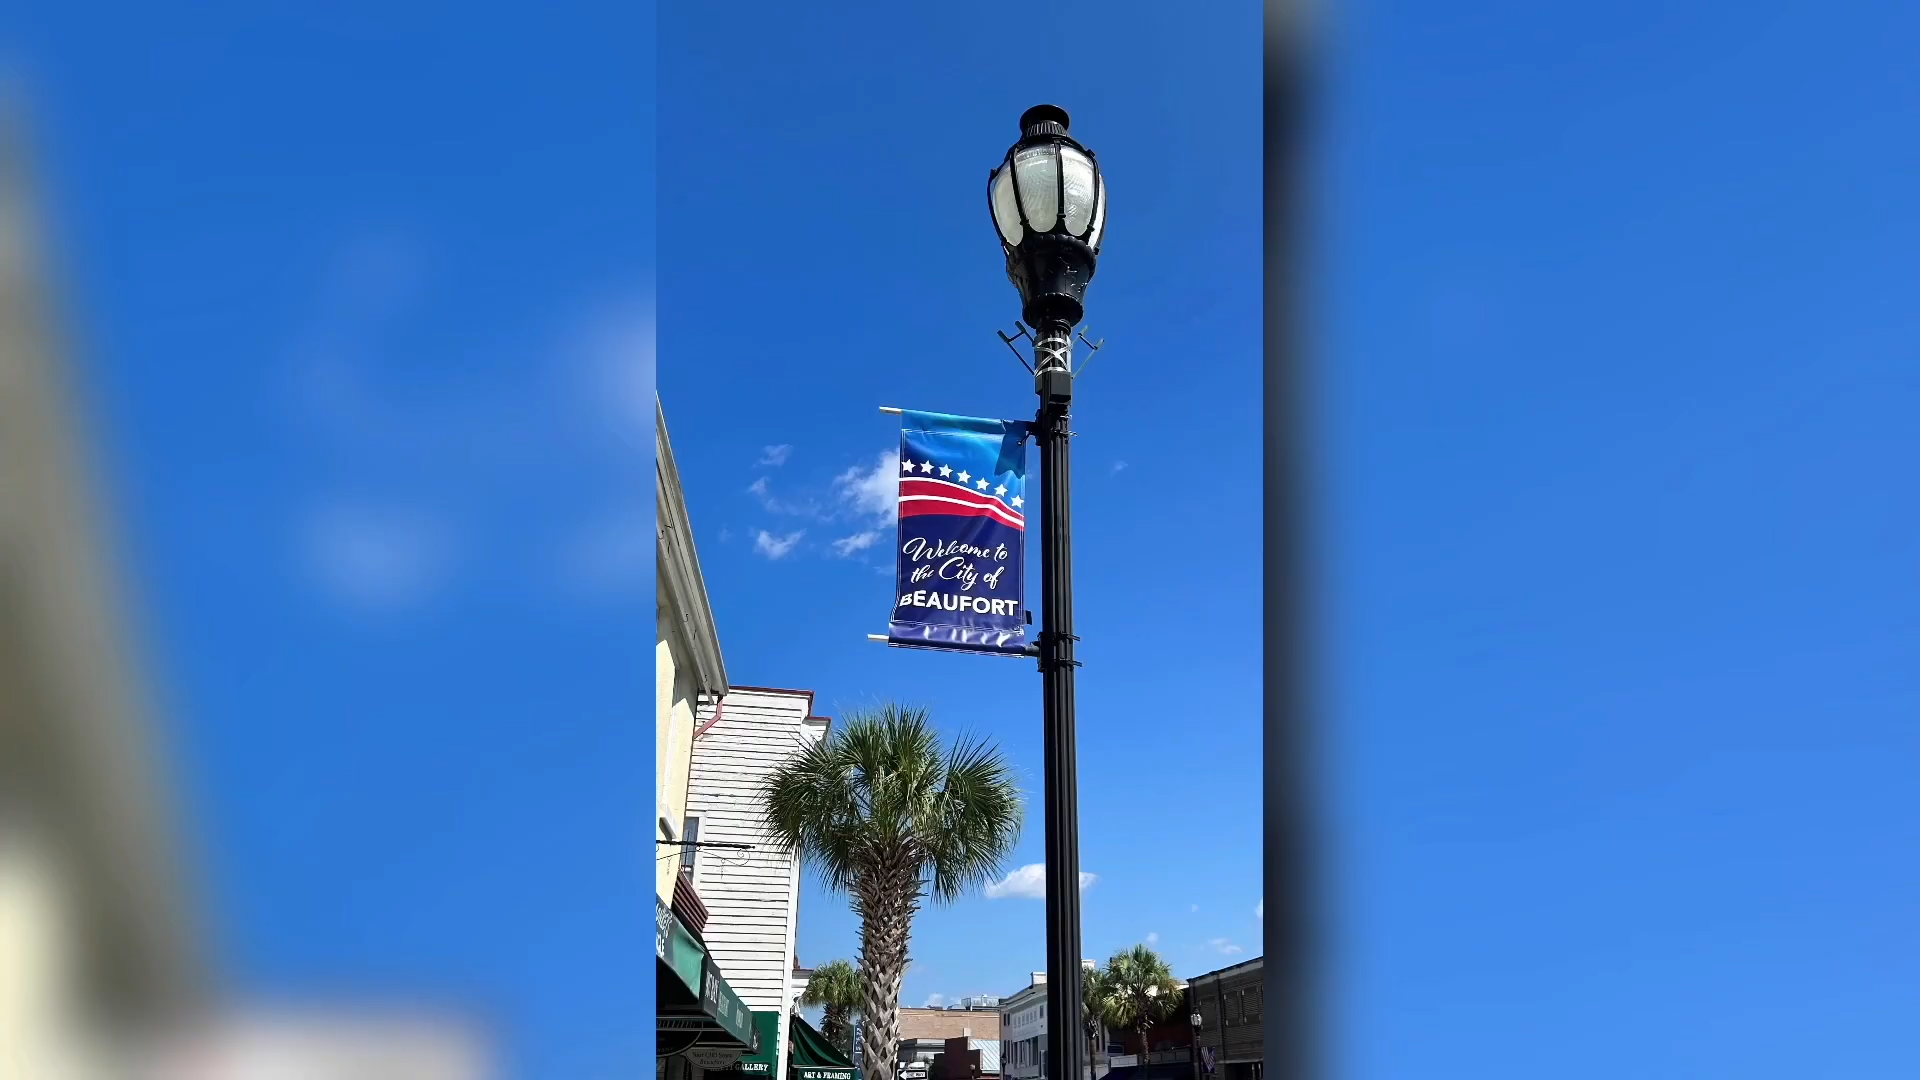 Welcome to
the City of
BEAUFORT
GALLERY
ART & FRAMING